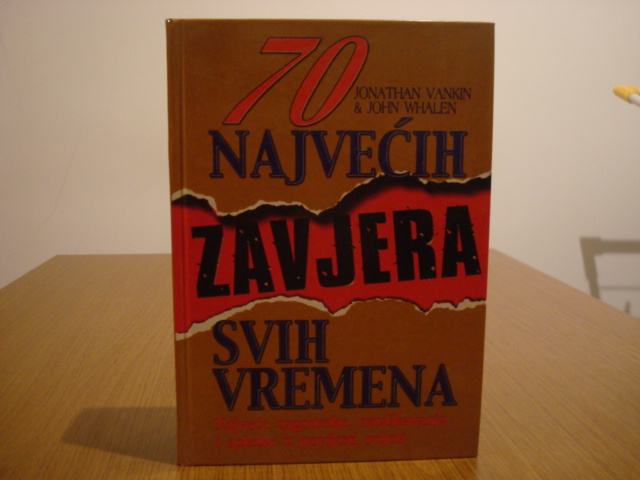 70
JONATHAN VANKIN
& JOHN WHALEN
NAJVEĆIH
ZAVJERA
SVIH
VREMENA